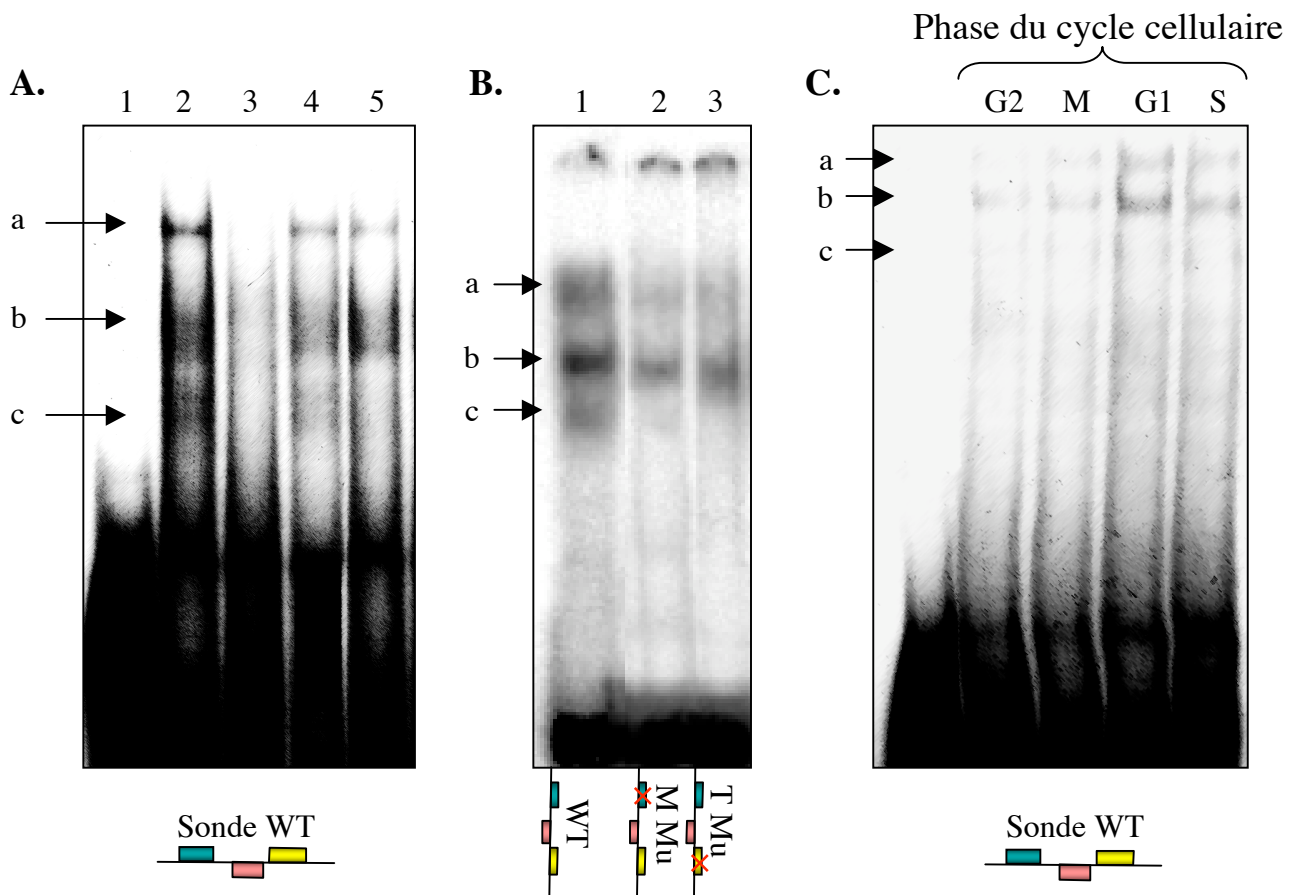 Phase du cycle cellulaire
A.
1 2 3 4 5
a
b
c
Sonde WT
B.
1 2 3
a
b
c
WT
M Mu
T Mu
C.
G2 M G1 S
a
b
c
Sonde WT